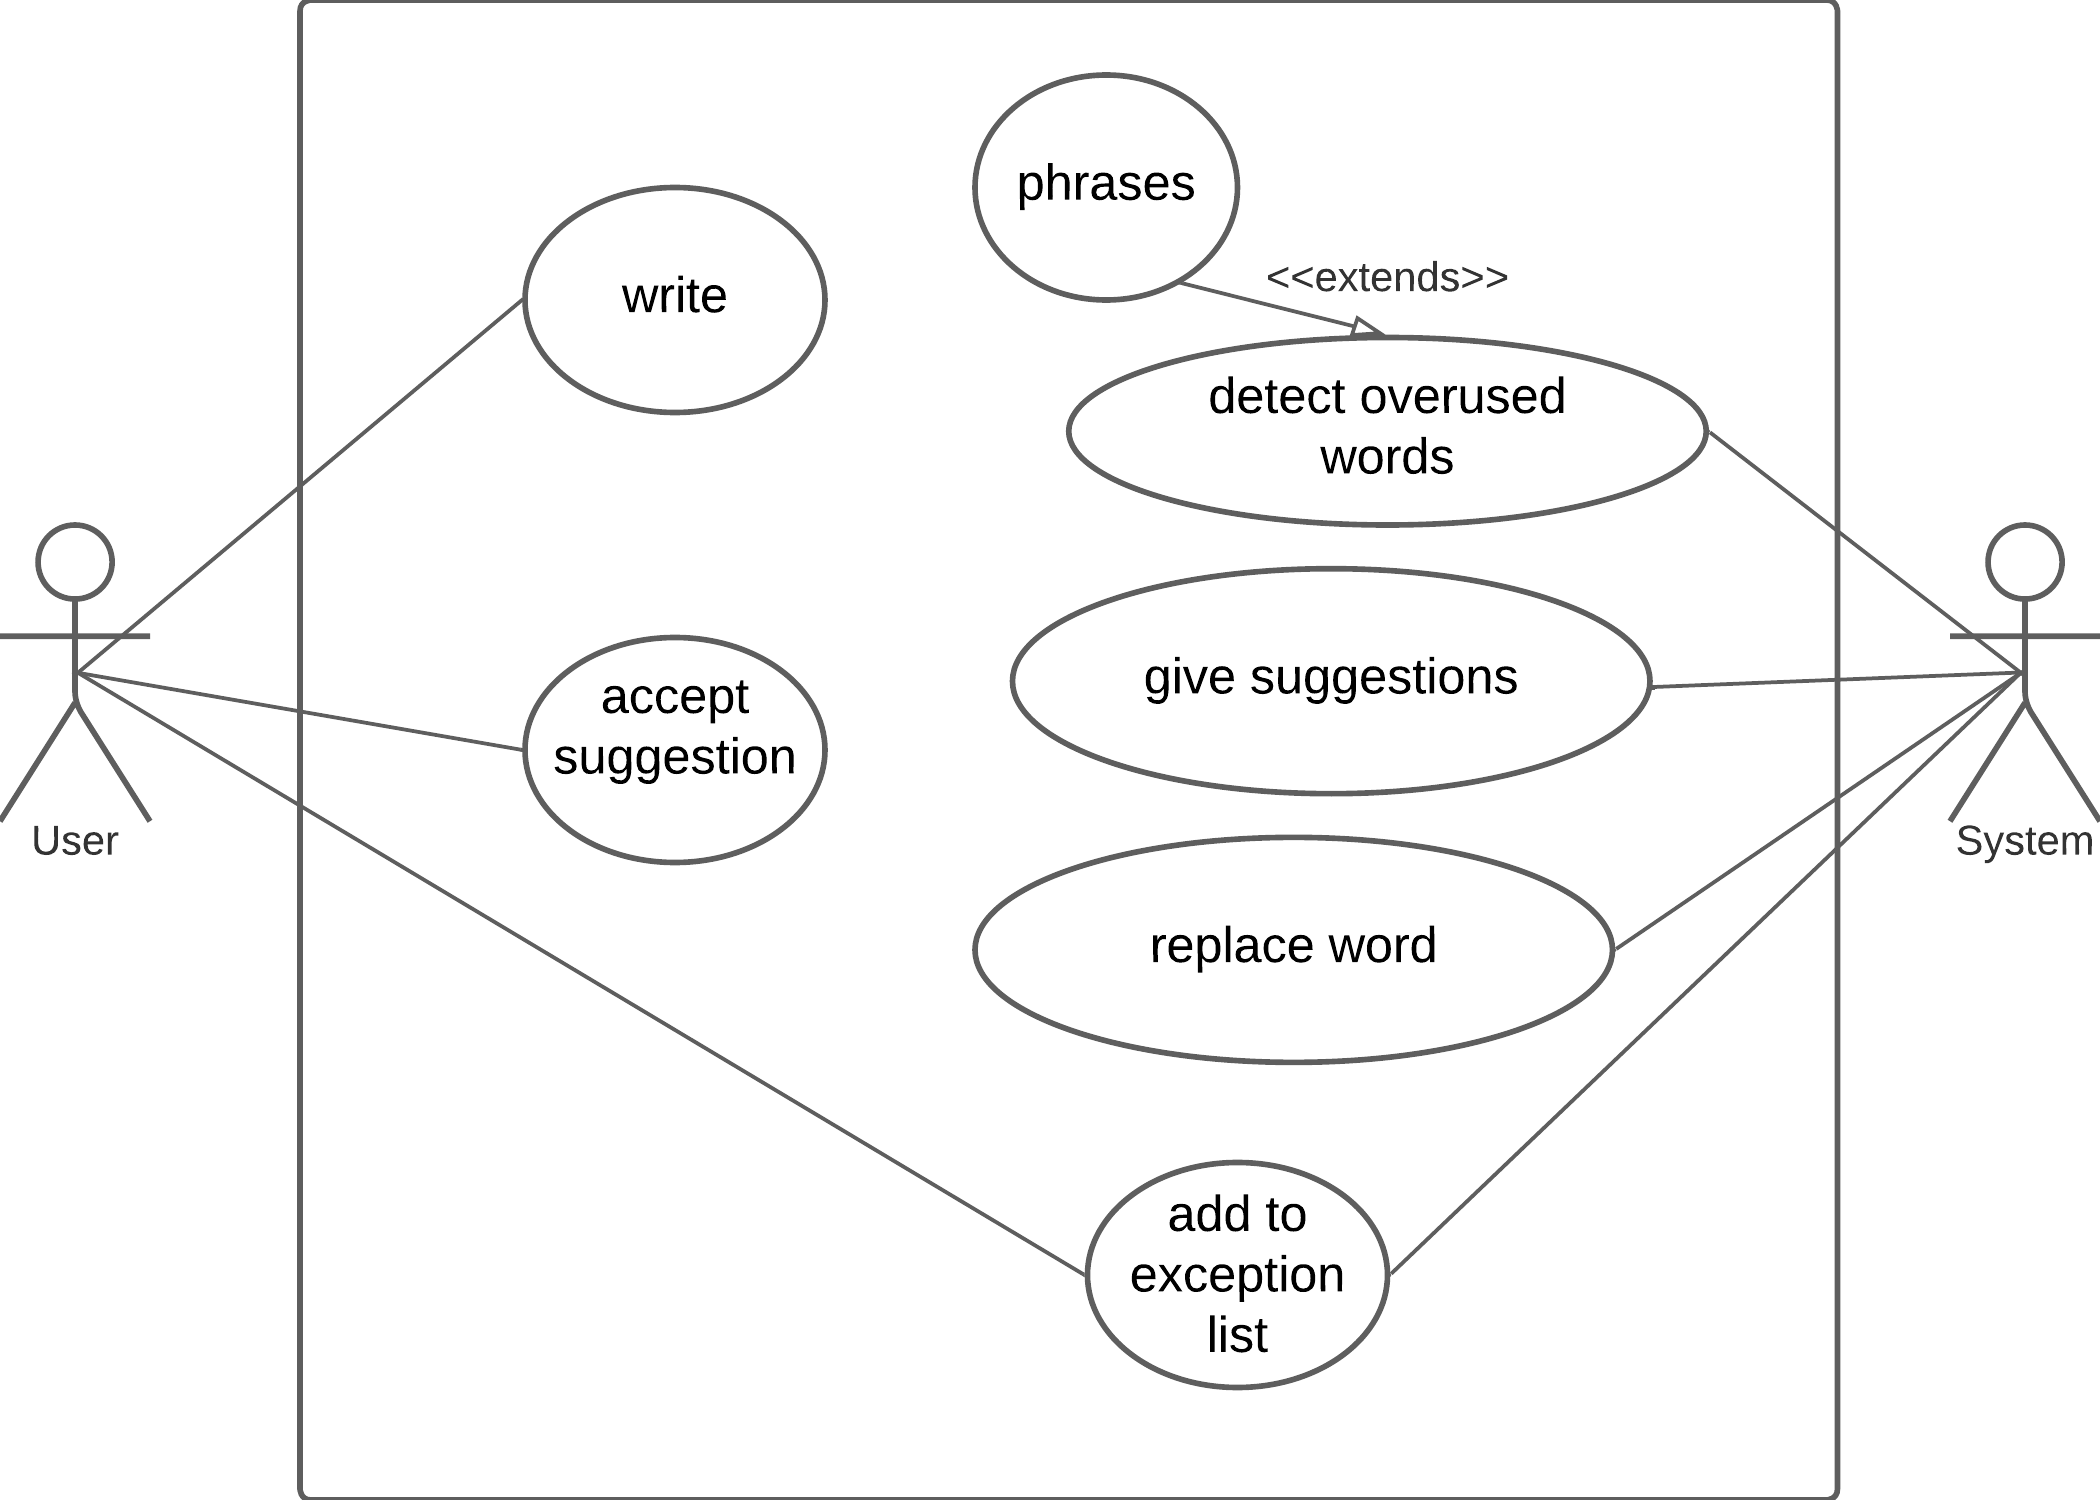 phrases
<<extends>>
write
detect overused
words
accept
suggestion
give suggestions
User
System
replace word
add to
exception
list